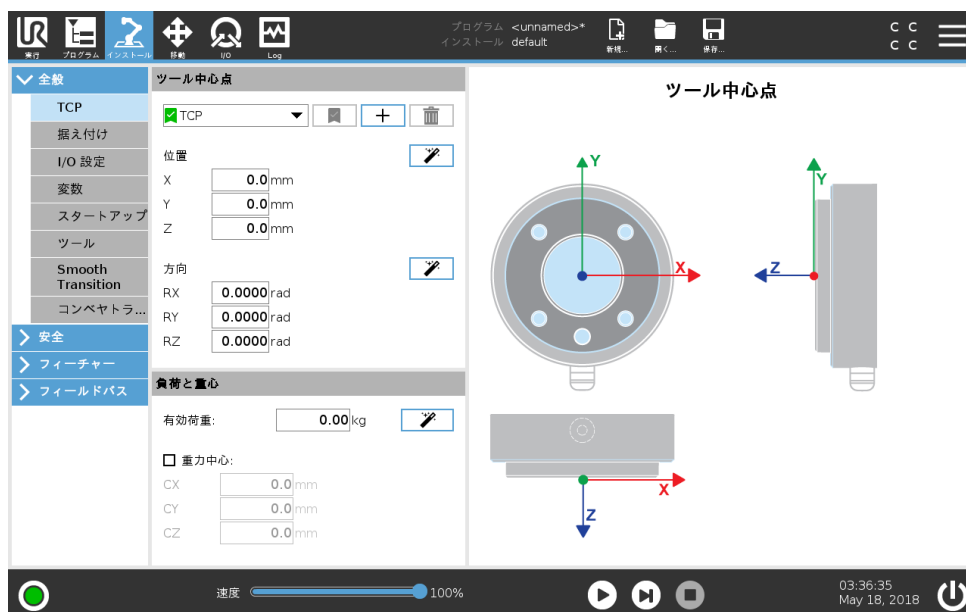 UR
実行
プログラム
インストール
移動
I/O
Log
プログラム <unnamed>*
インストール default
新規...
開く...
保存...
C C
C C
全般
TCP
据え付け
I/O 設定
変数
スタートアップ
ツール
Smooth
Transition
コンベヤトラ...
安全
フィーチャー
フィールドバス
ツール中心点
TCP
位置
X 0.0 mm
Y 0.0 mm
Z 0.0 mm
方向
RX 0.0000 rad
RY 0.0000 rad
RZ 0.0000 rad
負荷と重心
有効荷重: 0.00 kg
重力中心:
CX 0.0 mm
CY 0.0 mm
CZ 0.0 mm
ツール中心点
Y
X
Y
Z
X
Z
速度 100%
03:36:35
May 18, 2018